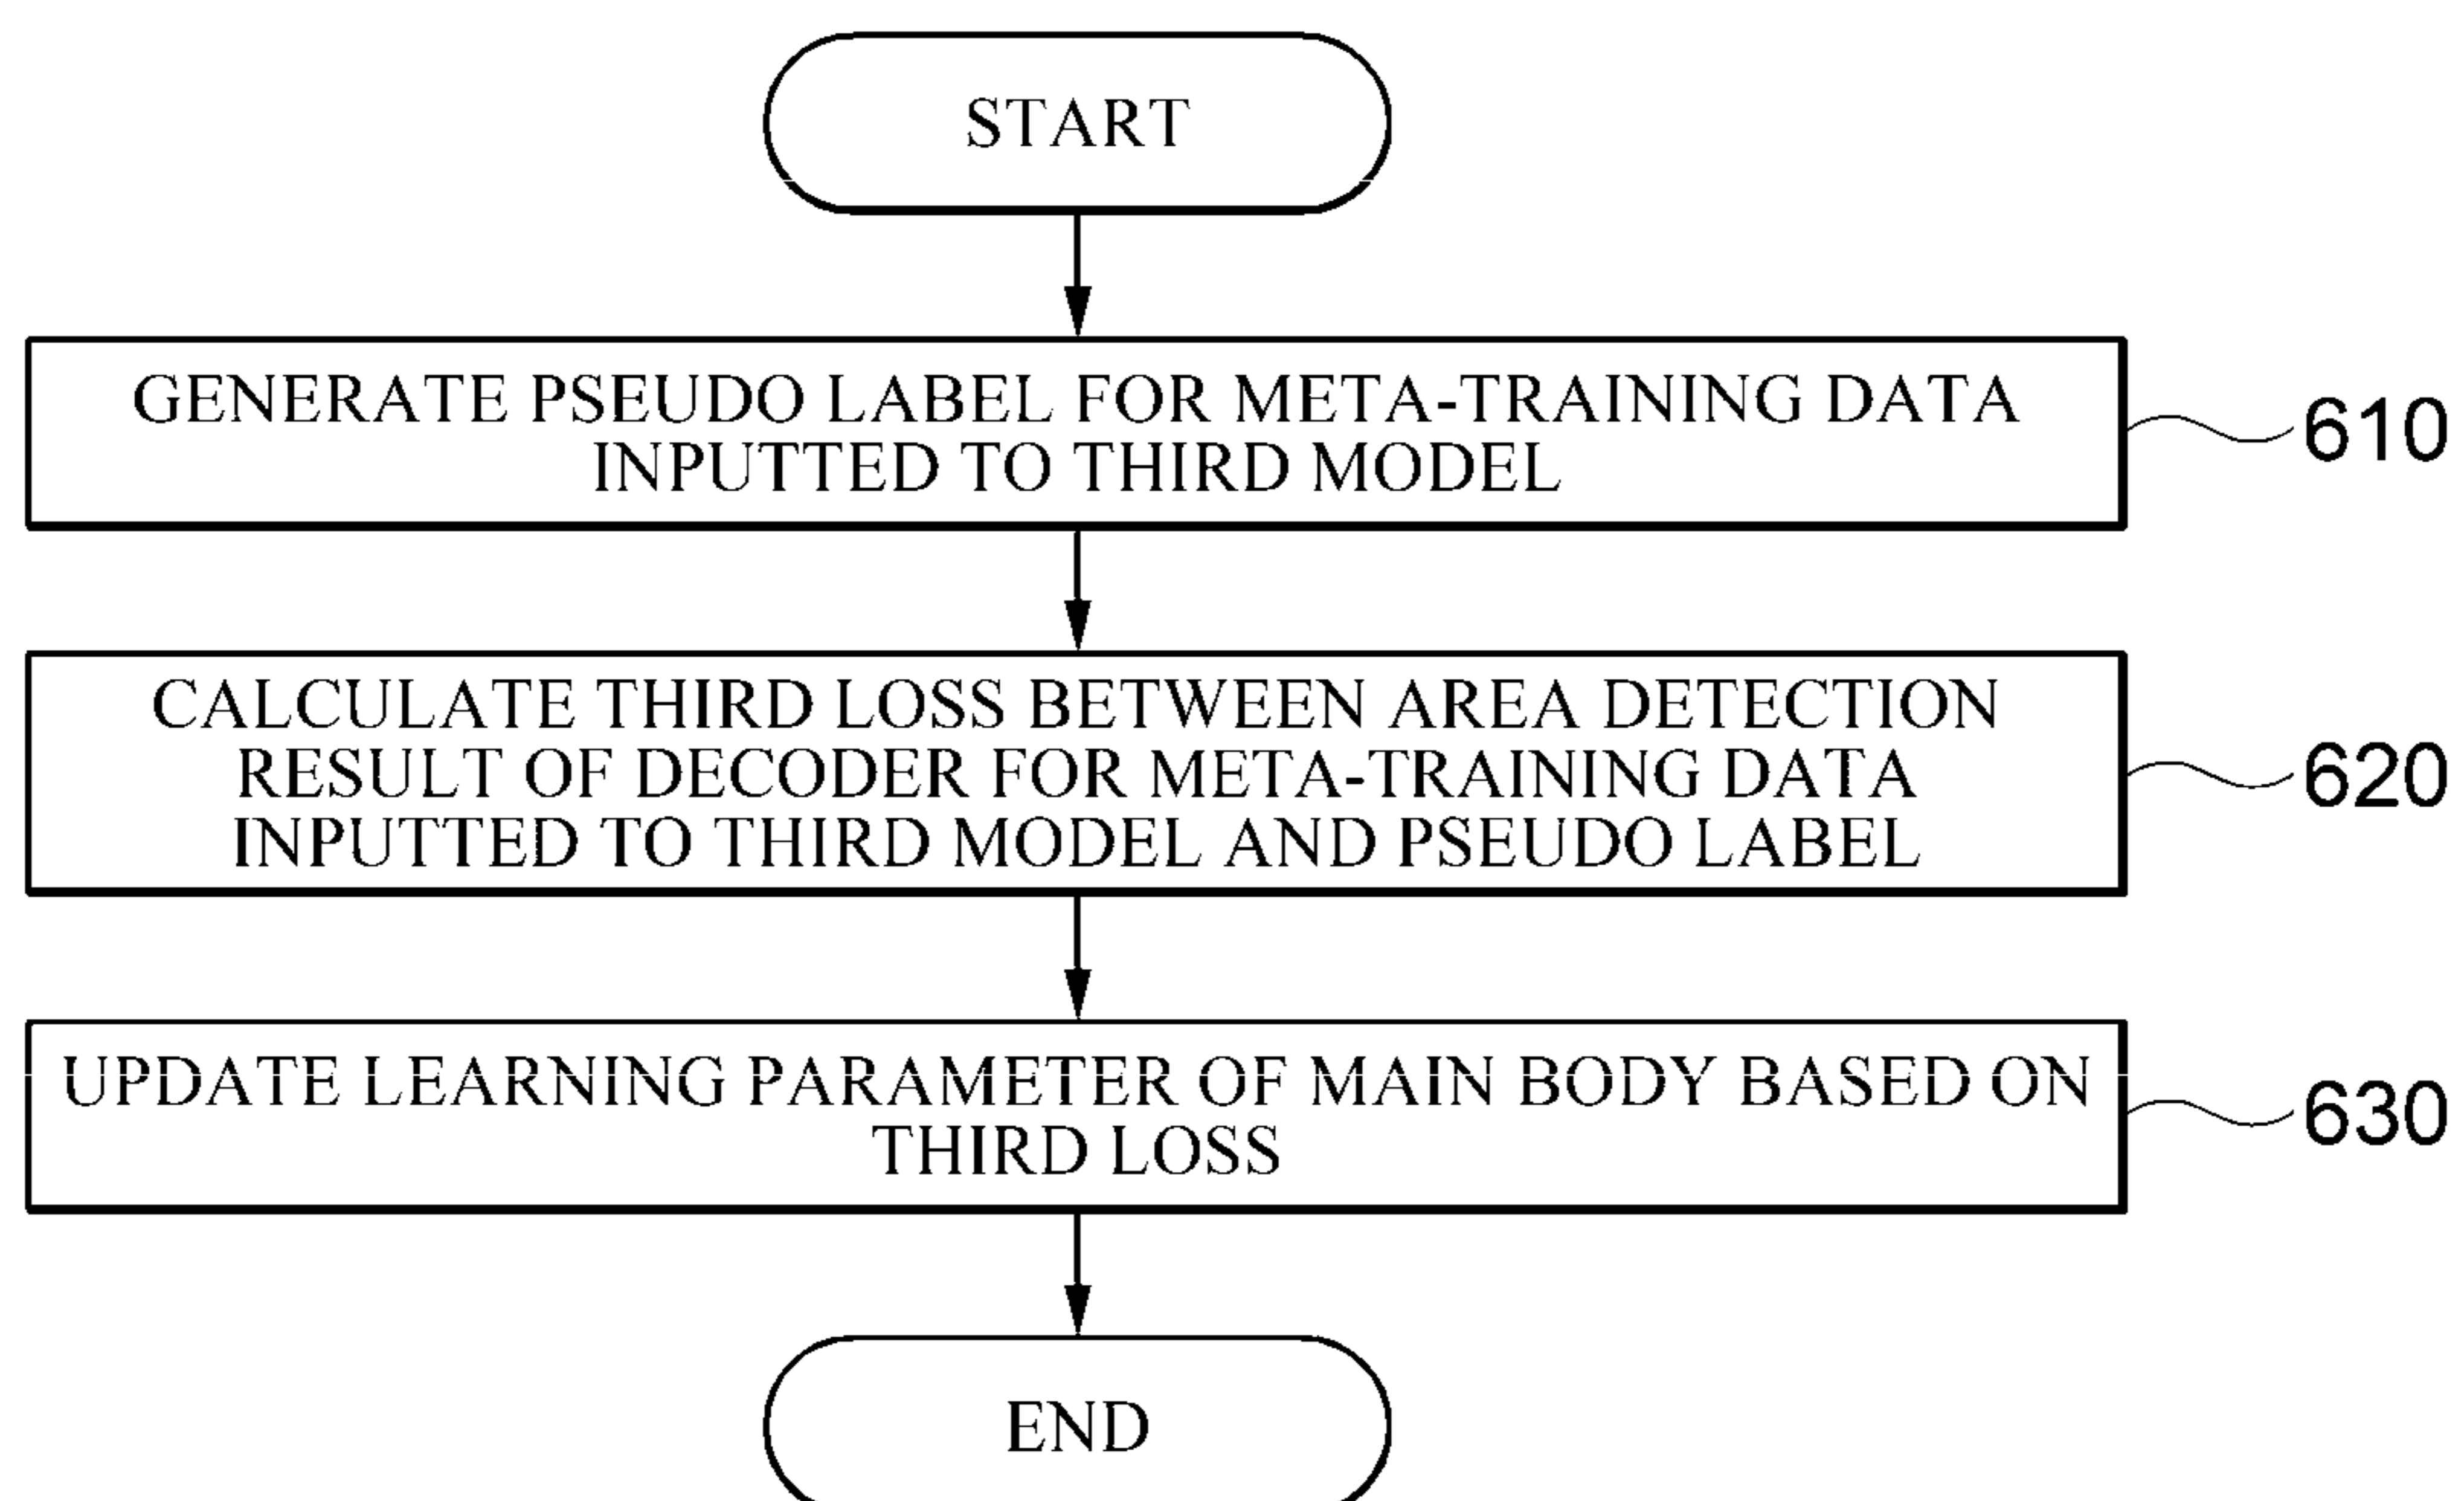 START
GENERATE PSEUDO LABEL FOR META-TRAINING DATA
INPUTTED TO THIRD MODEL
610
CALCULATE THIRD LOSS BETWEEN AREA DETECTION
RESULT OF DECODER FOR META-TRAINING DATA
INPUTTED TO THIRD MODEL AND PSEUDO LABEL
620
UPDATE LEARNING PARAMETER OF MAIN BODY BASED ON
THIRD LOSS
630
END